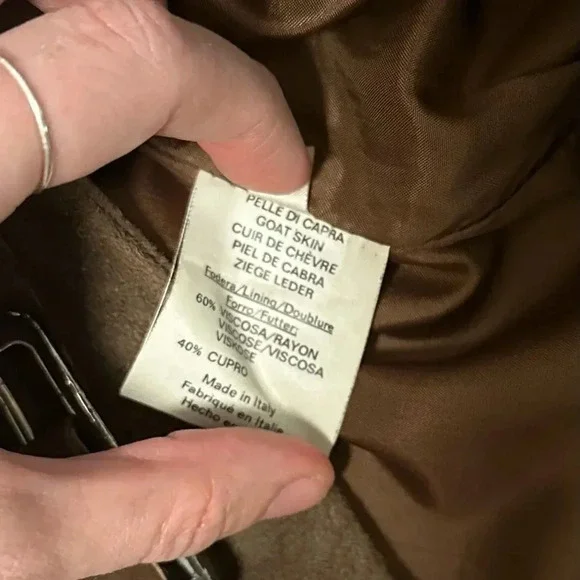 PELLE DI CAPRA
GOAT SKIN
CUIR DE CHÈVRE
PIEL DE CABRA
ZIEGE LEDER
Fodera/Lining/Doublure
Forro/Futter:
60% VISCOSA/RAYON
VISCOSE/VISCOSA
VISKOSE
40% CUPRO
Made in Italy
Fabriqué en Italie
Hecho en